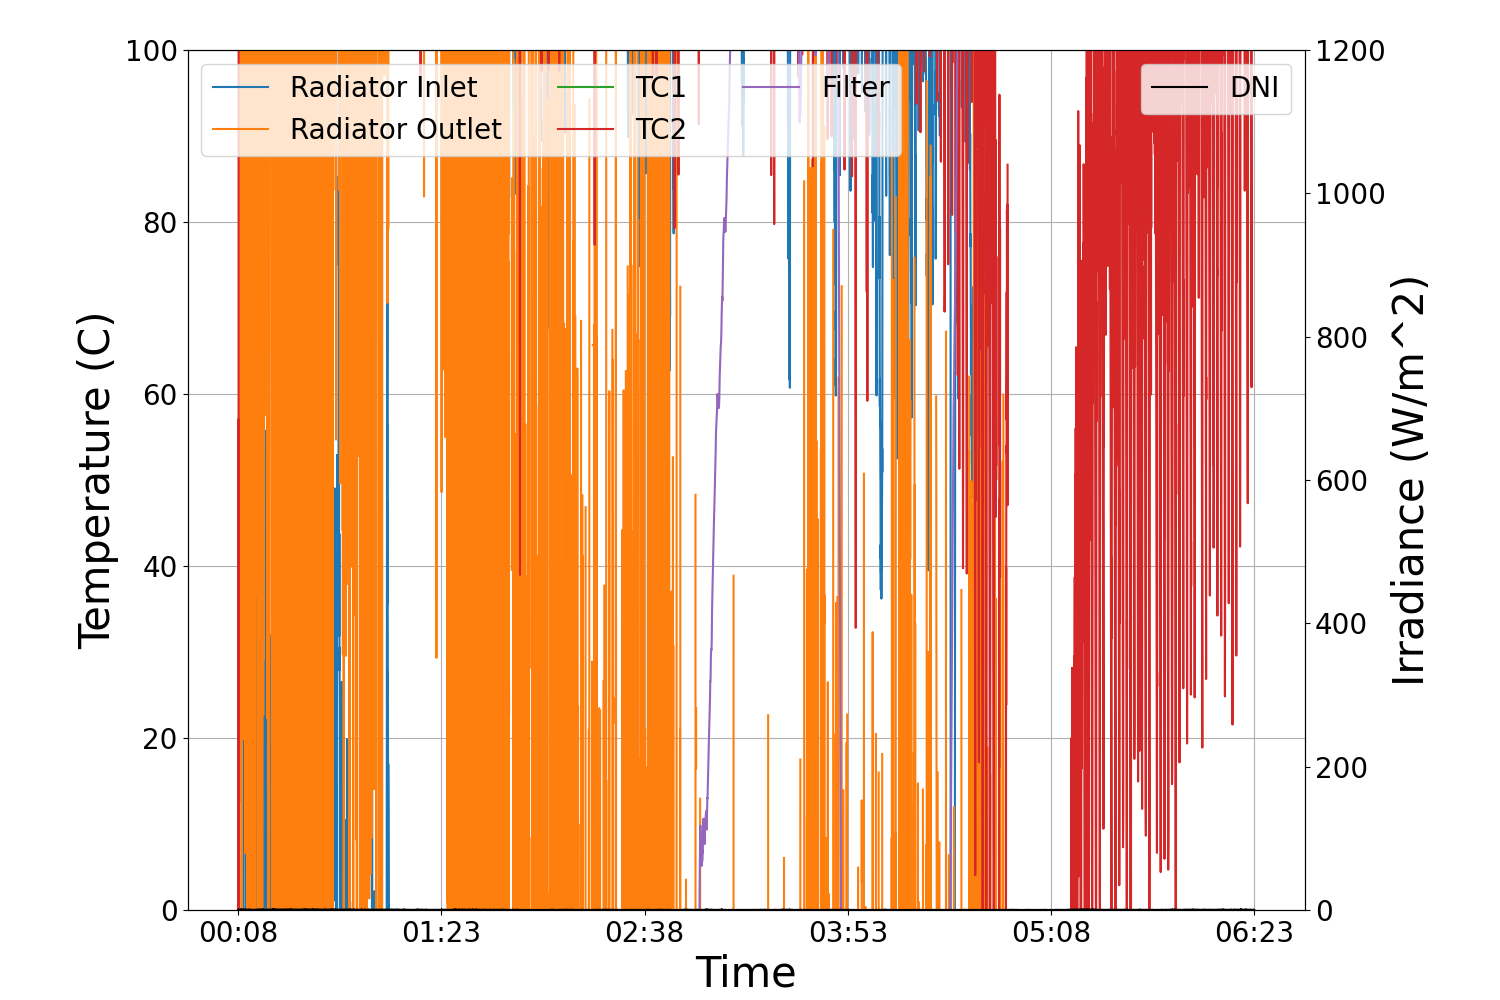 100
80
60
40
20
0
Temperature (C)
Radiator Inlet
Radiator Outlet
TC1
TC2
Filter
DNI
1200
1000
800
600
400
200
0
Irradiance (W/m^2)
00:08
01:23
02:38
03:53
05:08
06:23
Time